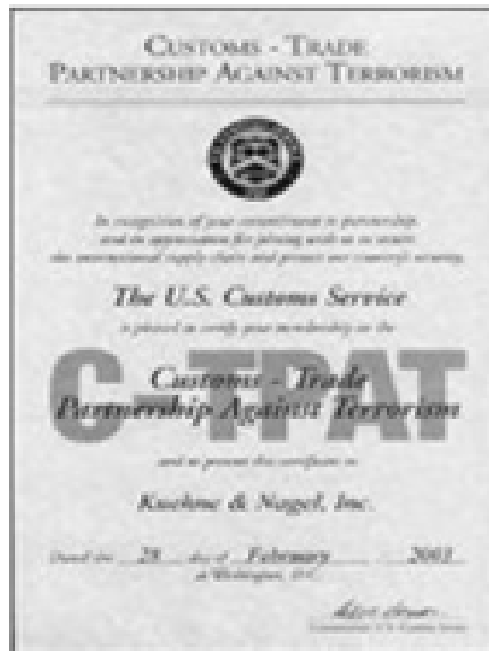 CUSTOMS - TRADE
PARTNERSHIP AGAINST TERRORISM
In recognition of your commitment to partnership
and in appreciation for joining with us to secure
the international supply chain and protect our country's security,
The U.S. Customs Service
is pleased to certify your membership in the
C-TPAT
Customs - Trade
Partnership Against Terrorism
and to present this certificate to
Kuehne & Nagel, Inc.
Dated this 28 day of February 2003
at Washington, D.C.